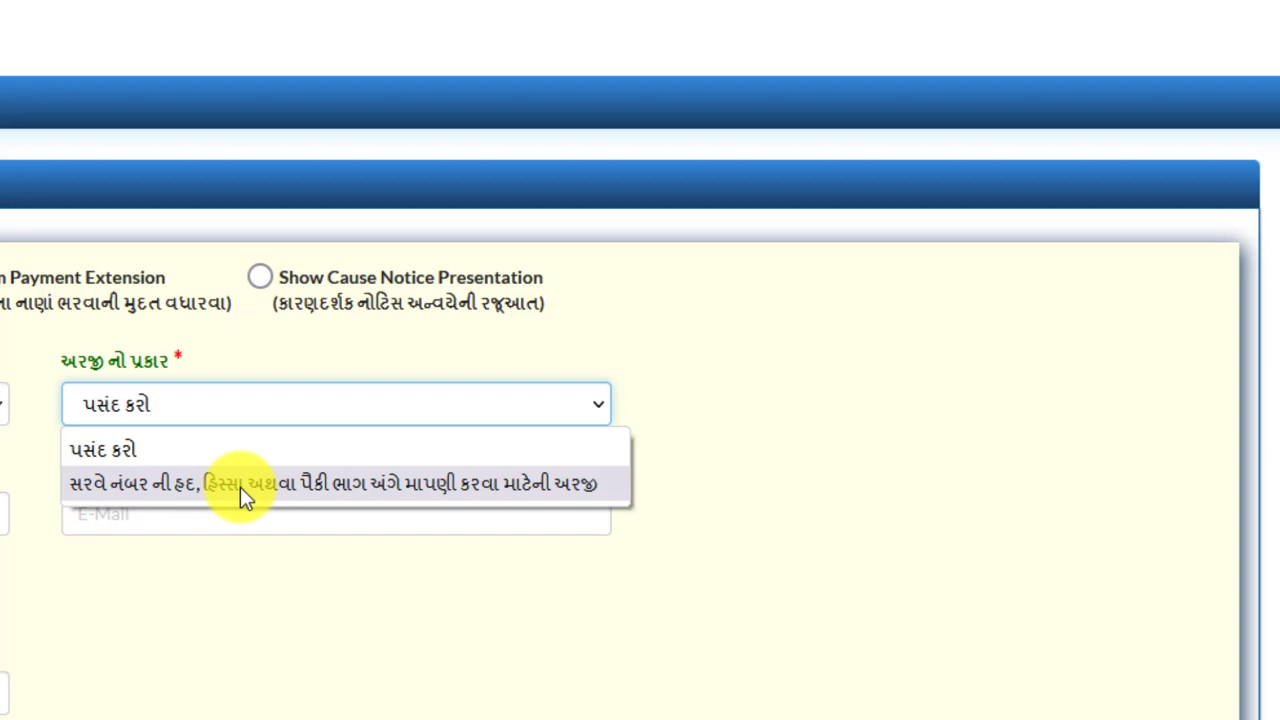 Payment Extension
Show Cause Notice Presentation
નાણાં ભરવાની મુદત વધારવા)
(કારણદર્શક નોટિસ અન્વયેની રજૂઆત)
અરજી નો પ્રકાર *
પસંદ કરો
પસંદ કરો
સરવે નંબર ની હદ, હિસ્સા અથવા પૈકી ભાગ અંગે માપણી કરવા માટેની અરજી
E-Mail